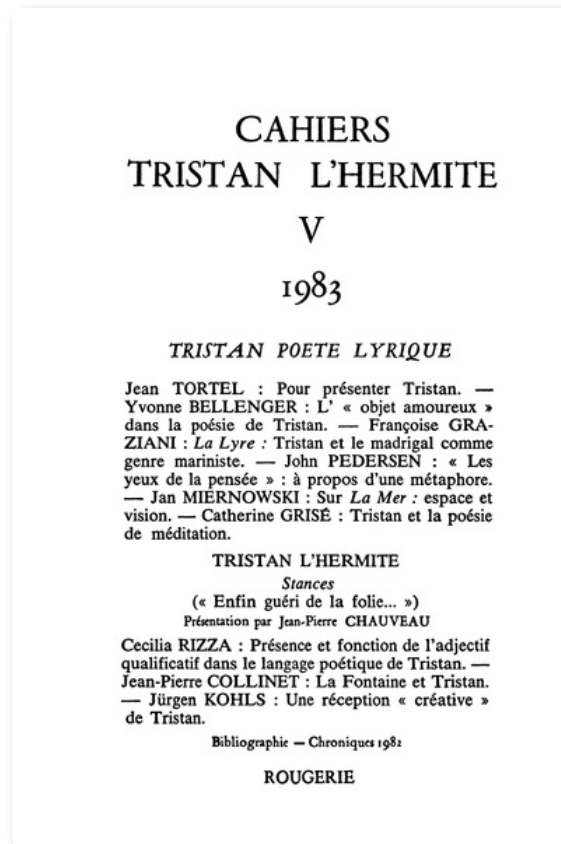 CAHIERS
TRISTAN L'HERMITE
V
1983
TRISTAN POETE LYRIQUE
Jean TORTEL : Pour présenter Tristan. —
Yvonne BELLENGER : L' « objet amoureux »
dans la poésie de Tristan. — Françoise GRA-
ZIANI : La Lyre : Tristan et le madrigal comme
genre mariniste. — John PEDERSEN : « Les
yeux de la pensée » : à propos d'une métaphore.
— Jan MIERNOWSKI : Sur La Mer : espace et
vision. — Catherine GRISÉ : Tristan et la poésie
de méditation.
TRISTAN L'HERMITE
Stances
(« Enfin guéri de la folie... »)
Présentation par Jean-Pierre CHAUVEAU
Cecilia RIZZA : Présence et fonction de l'adjectif
qualificatif dans le langage poétique de Tristan. —
Jean-Pierre COLLINET : La Fontaine et Tristan.
— Jürgen KOHLS : Une réception « créative »
de Tristan.
Bibliographie — Chroniques 1982
ROUGERIE